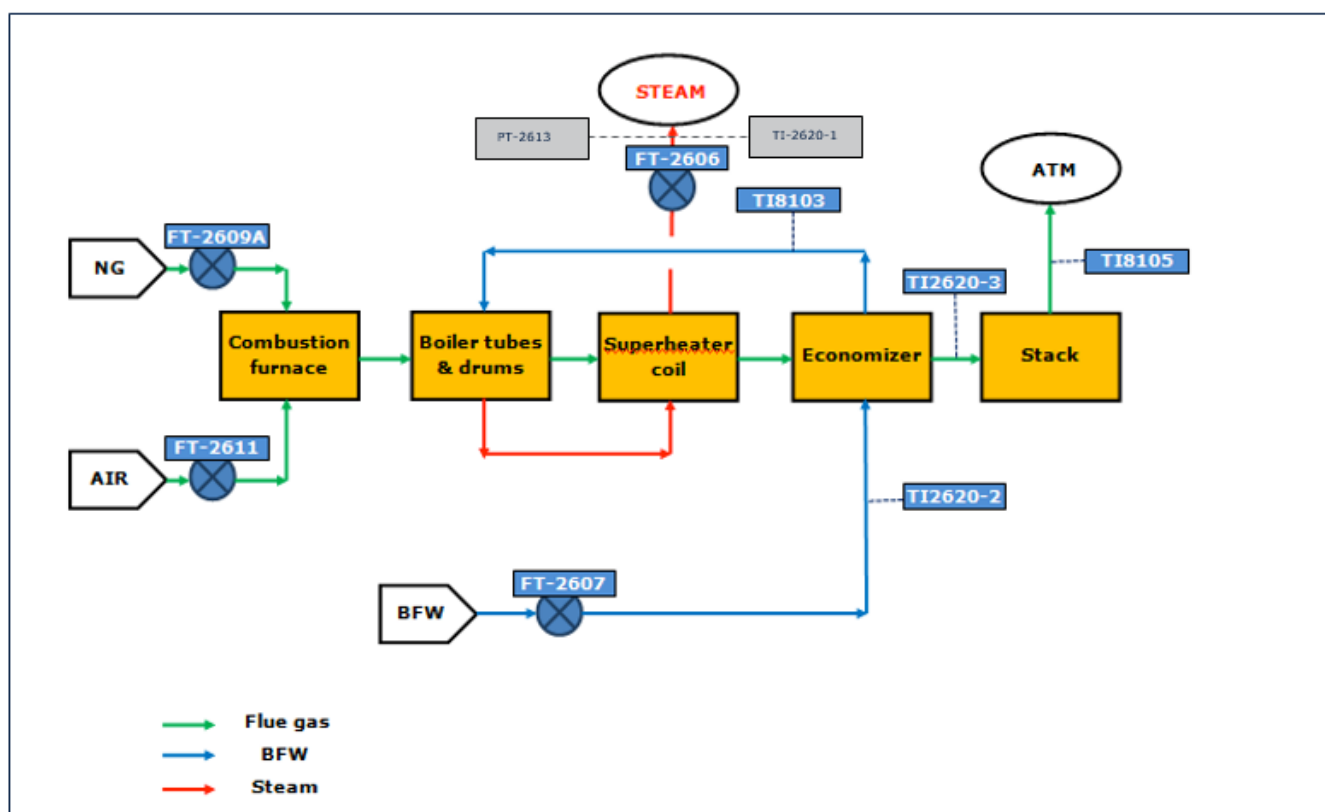 STEAM
PT-2613
TI-2620-1
FT-2606
ATM
TI8103
FT-2609A
NG
TI8105
TI2620-3
Combustion
furnace
Boiler tubes
& drums
Superheater
coil
Economizer
Stack
FT-2611
AIR
TI2620-2
FT-2607
BFW
Flue gas
BFW
Steam